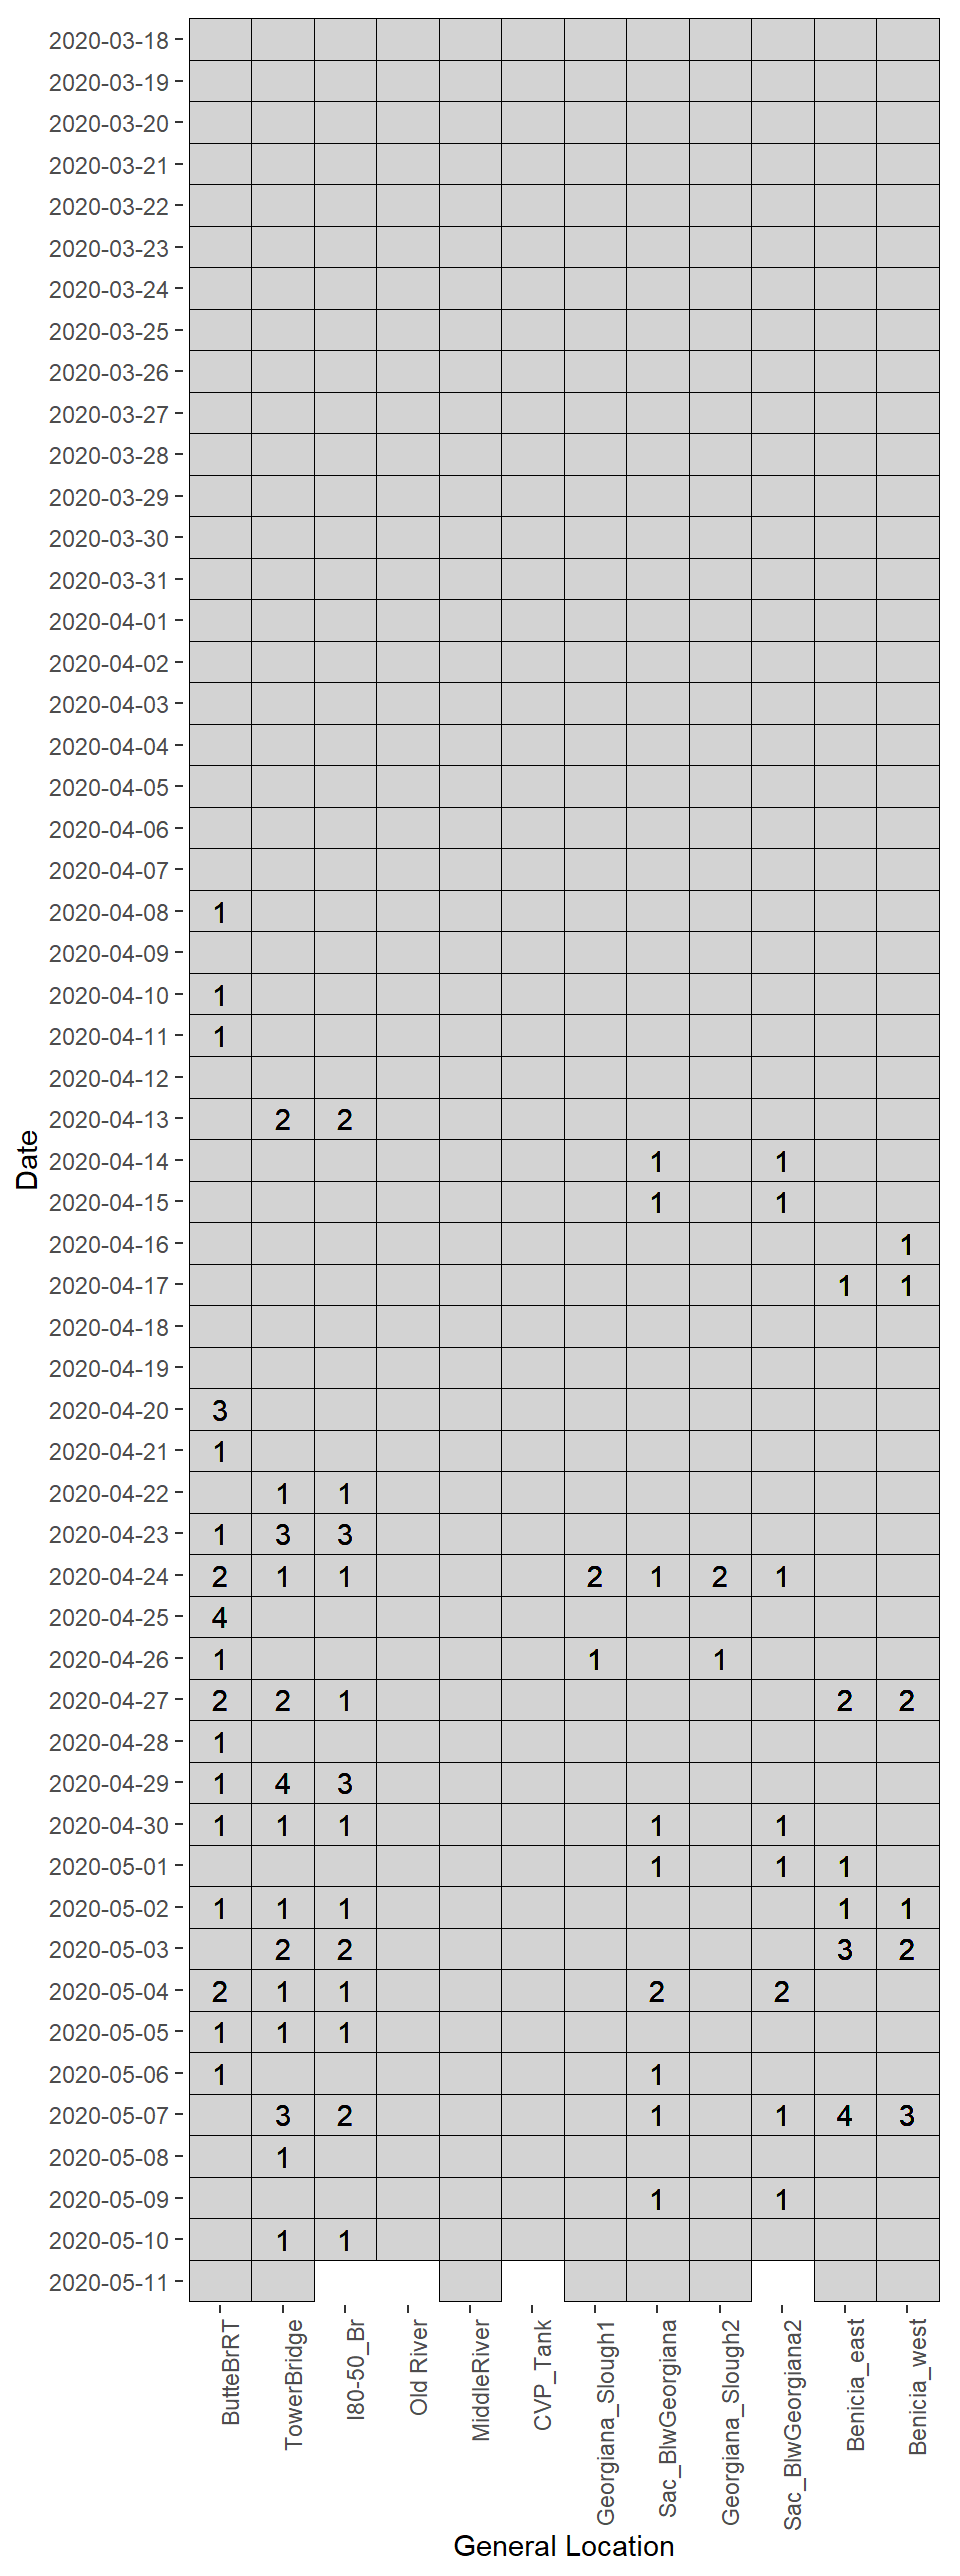 2020-03-18
2020-03-19
2020-03-20
2020-03-21
2020-03-22
2020-03-23
2020-03-24
2020-03-25
2020-03-26
2020-03-27
2020-03-28
2020-03-29
2020-03-30
2020-03-31
2020-04-01
2020-04-02
2020-04-03
2020-04-04
2020-04-05
2020-04-06
2020-04-07
2020-04-08 1
2020-04-09
2020-04-10 1
2020-04-11 1
2020-04-12
2020-04-13 2 2
Date
2020-04-14 1 1
2020-04-15 1 1
2020-04-16 1
2020-04-17 1 1
2020-04-18
2020-04-19
2020-04-20 3
2020-04-21 1
2020-04-22 1 1
2020-04-23 1 3 3
2020-04-24 2 1 1 2 1 2 1
2020-04-25 4
2020-04-26 1 1 1
2020-04-27 2 2 1 2 2
2020-04-28 1
2020-04-29 1 4 3
2020-04-30 1 1 1 1 1
2020-05-01 1 1 1
2020-05-02 1 1 1 1 1
2020-05-03 2 2 3 2
2020-05-04 2 1 1 2 2
2020-05-05 1 1 1
2020-05-06 1 1
2020-05-07 3 2 1 1 4 3
2020-05-08 1
2020-05-09 1 1
2020-05-10 1 1
2020-05-11
ButteBrRT
TowerBridge
I80-50_Br
Old River
MiddleRiver
CVP_Tank
Georgiana_Slough1
Sac_BlwGeorgiana
Georgiana_Slough2
Sac_BlwGeorgiana2
Benicia_east
Benicia_west
General Location